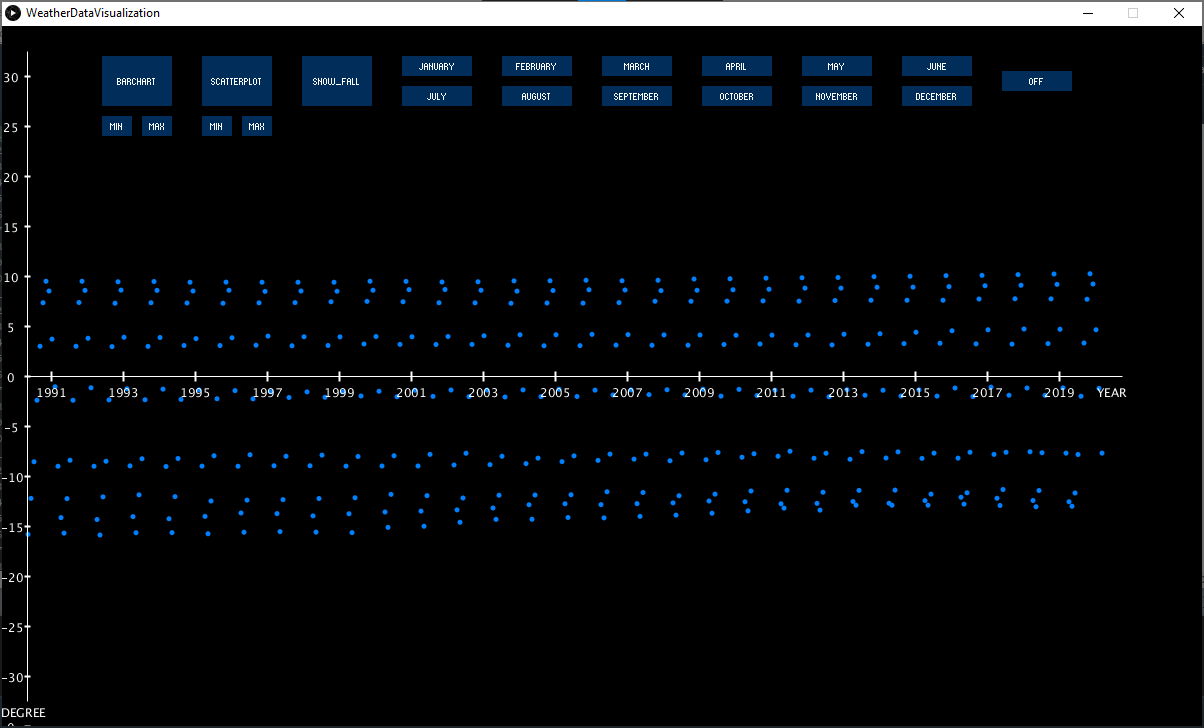 WeatherDataVisualization
BARCHART SCATTERPLOT SNOW_FALL JANUARY FEBRUARY MARCH APRIL MAY JUNE OFF
JULY AUGUST SEPTEMBER OCTOBER NOVEMBER DECEMBER
MIN MAX MIN MAX
30
25
20
15
10
5
0
1991 1993 1995 1997 1999 2001 2003 2005 2007 2009 2011 2013 2015 2017 2019 YEAR
-5
-10
-15
-20
-25
-30
DEGREE